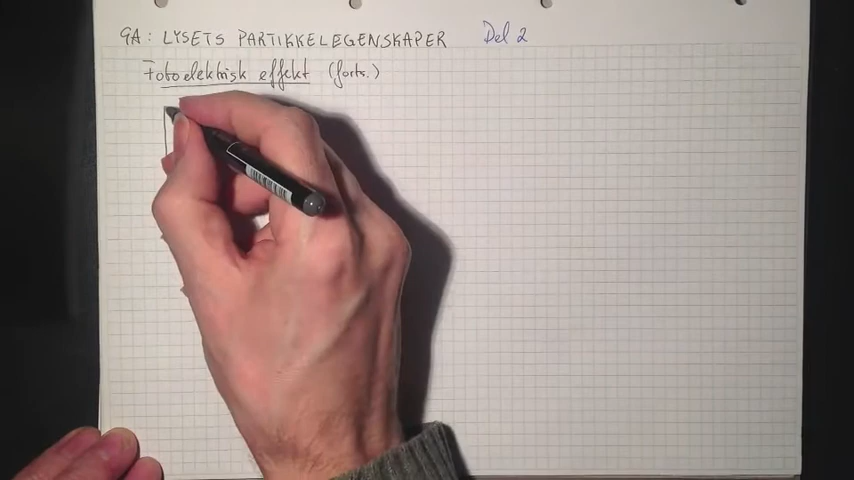 9A: LYSETS PARTIKKELEGENSKAPER Del 2
Fotoelektrisk effekt (forts.)